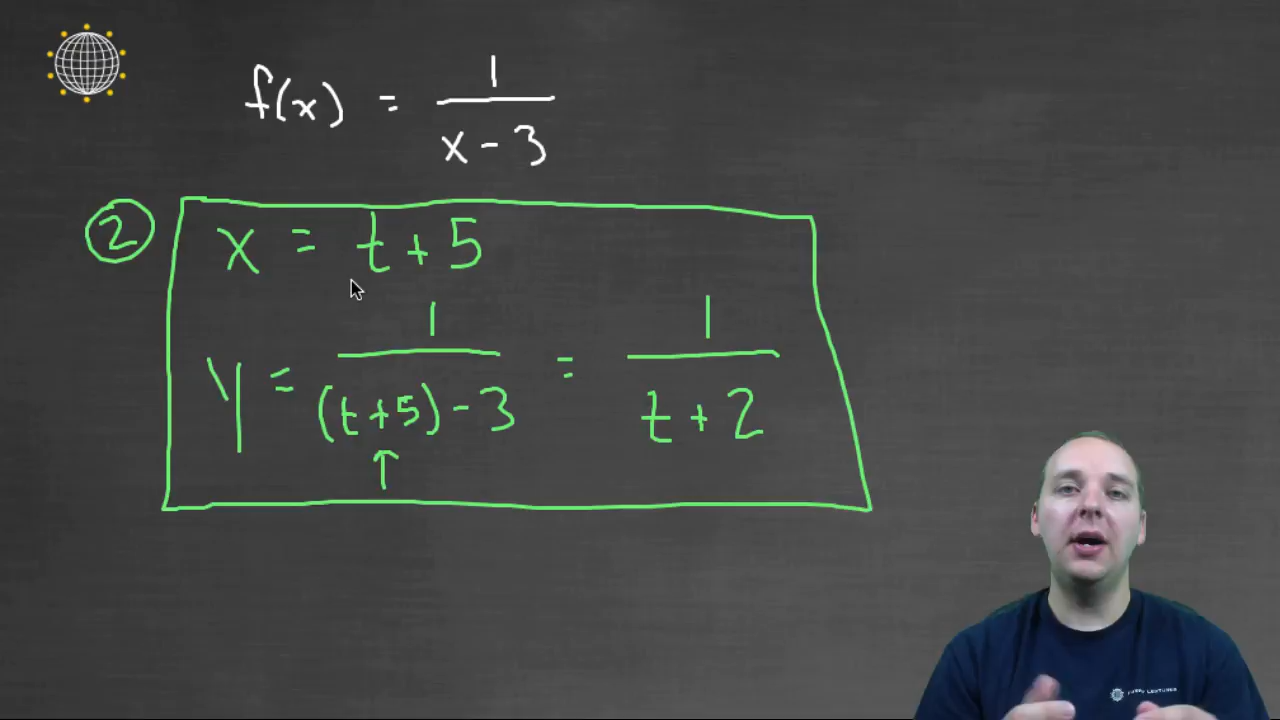 f(x) = 1/(x - 3)
② x = t + 5
y = 1/((t + 5) - 3) = 1/(t + 2)
↑